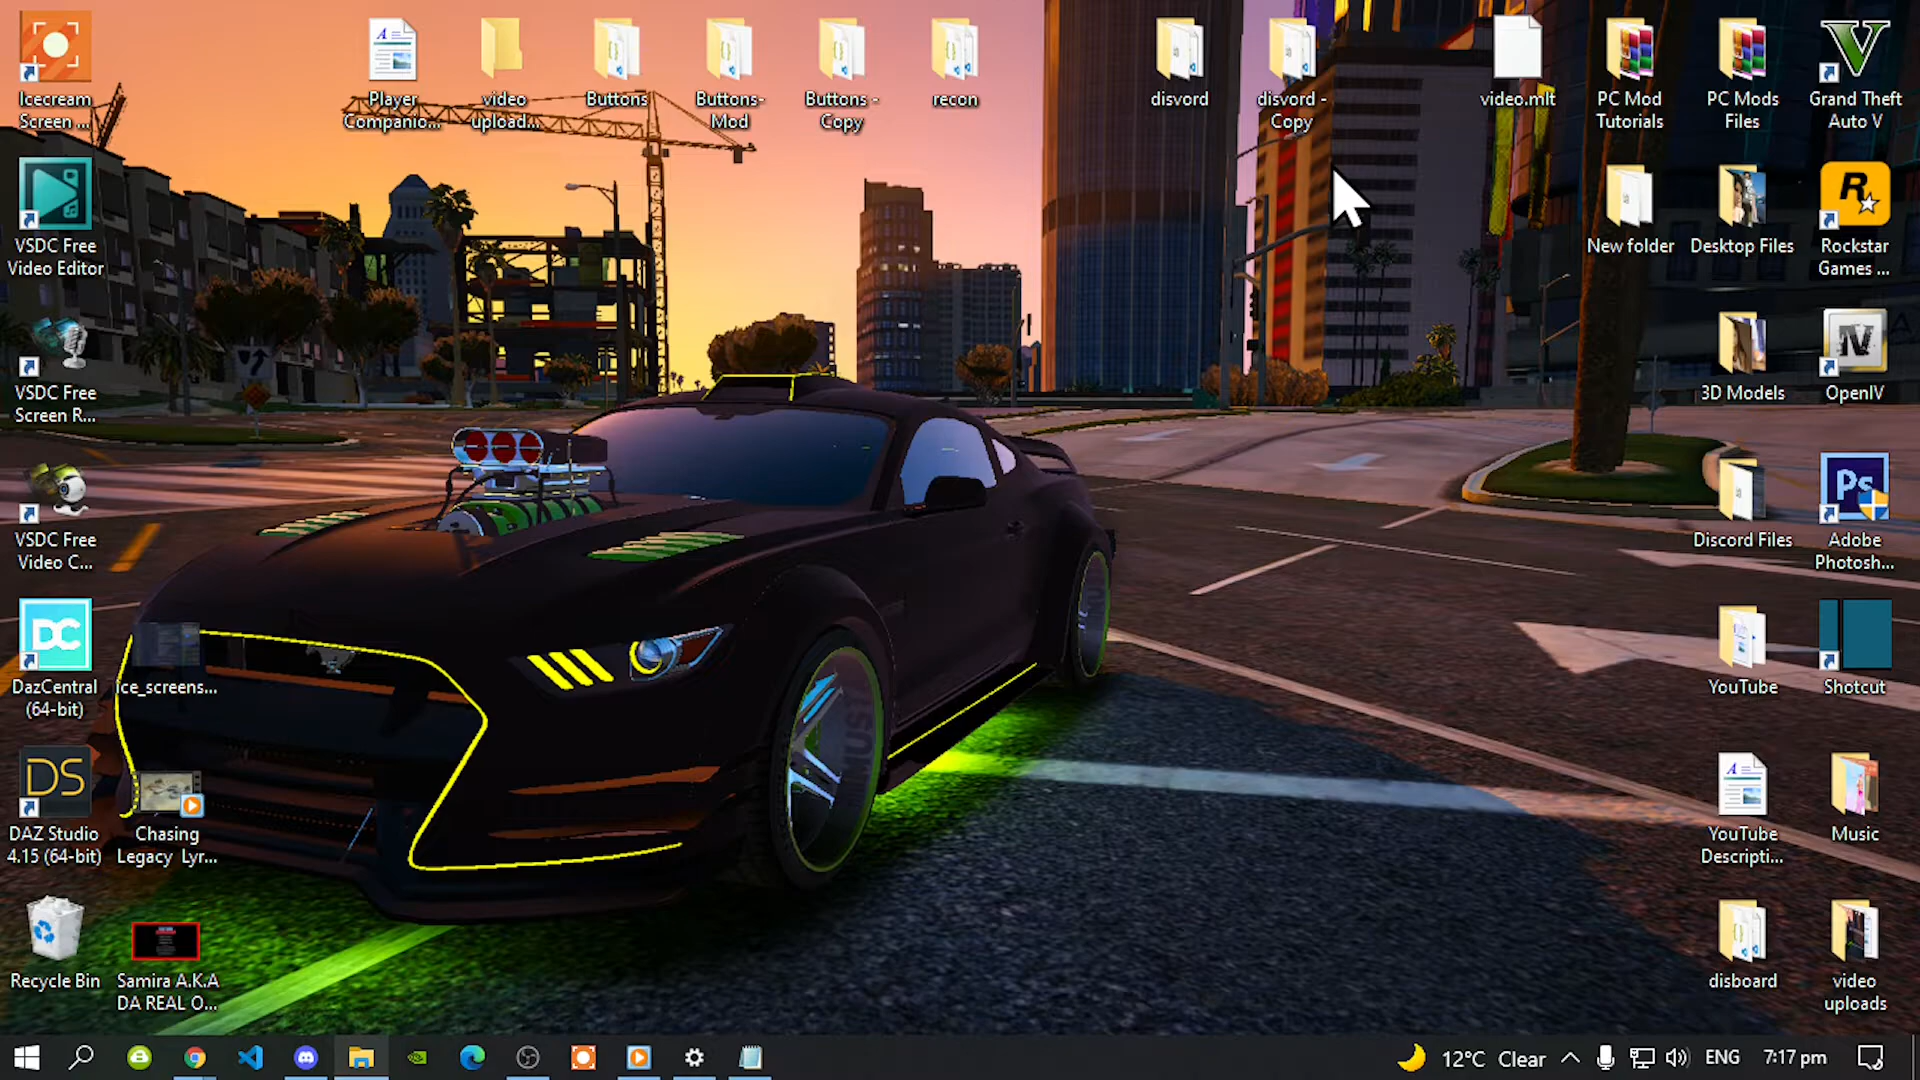 Icecream
Screen ...
Player
Companio...
video
upload...
Buttons
Buttons-
Mod
Buttons -
Copy
recon
disvord
disvord -
Copy
video.mlt
PC Mod
Tutorials
PC Mods
Files
Grand Theft
Auto V
VSDC Free
Video Editor
New folder
Desktop Files
Rockstar
Games ...
VSDC Free
Screen R...
3D Models
OpenIV
VSDC Free
Video C...
Discord Files
Ps
Adobe
Photosh...
DC
DazCentral
(64-bit)
Ice_screens...
YouTube
Shotcut
DS
DAZ Studio
4.15 (64-bit)
Chasing
Legacy Lyr...
YouTube
Descripti...
Music
Recycle Bin
Samira A.K.A
DA REAL O...
disboard
video
uploads
12°C Clear
ENG
7:17 pm